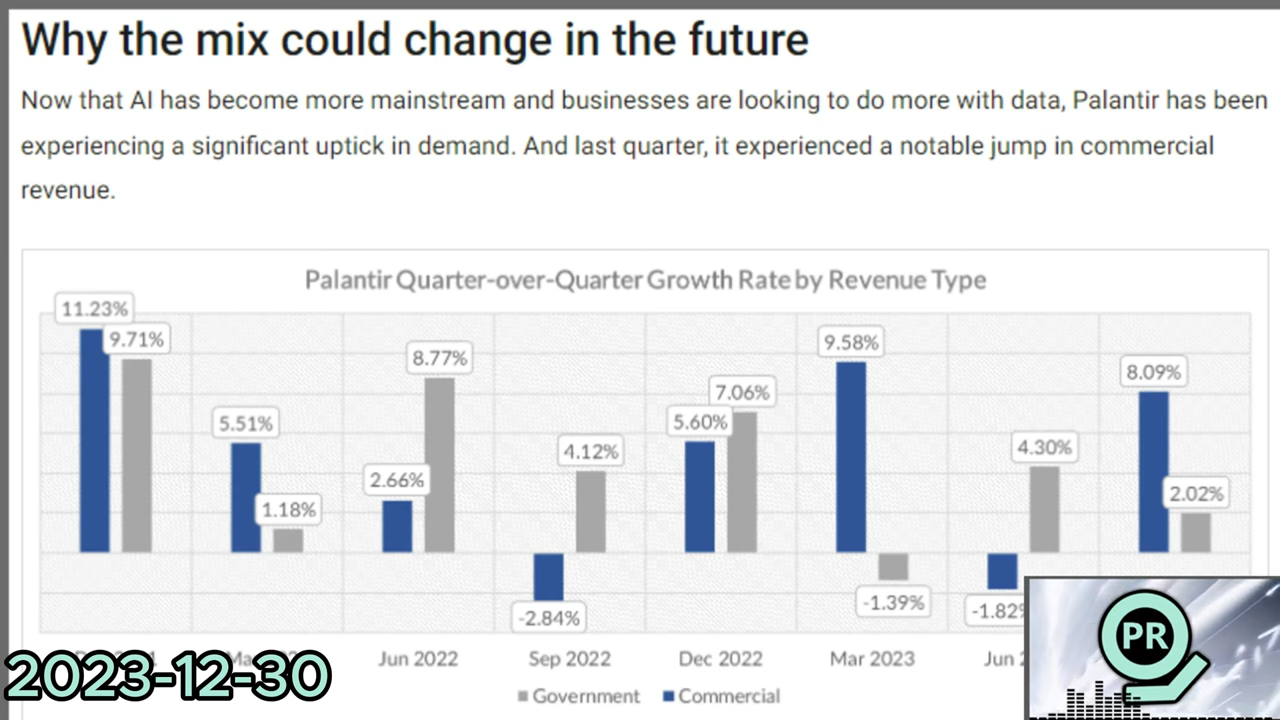 Why the mix could change in the future
Now that AI has become more mainstream and businesses are looking to do more with data, Palantir has been
experiencing a significant uptick in demand. And last quarter, it experienced a notable jump in commercial
revenue.
Palantir Quarter-over-Quarter Growth Rate by Revenue Type
11.23%
9.71%
5.51%
1.18%
2.66%
8.77%
-2.84%
4.12%
5.60%
7.06%
9.58%
-1.39%
-1.82%
4.30%
8.09%
2.02%
Jun 2022
Sep 2022
Dec 2022
Mar 2023
Jun
Government
Commercial
2023-12-30
PR